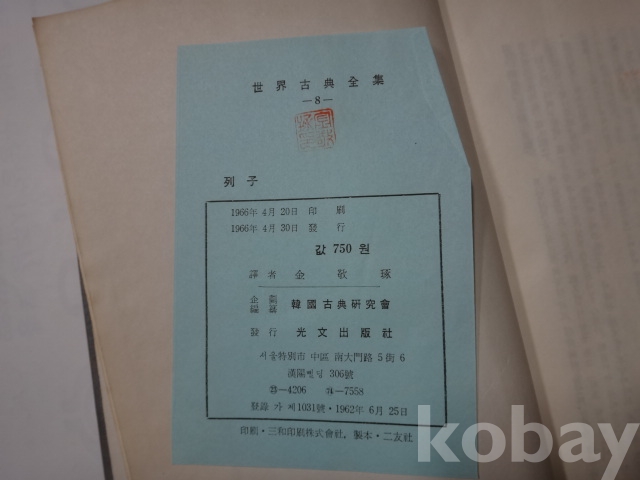 世界古典全集
—8—
列子
1966年 4月 20日 印刷
1966年 4月 30日 發行
값 750 원
譯者 金敬琢
企劃
編纂 韓國古典硏究會
發行 光文出版社
서울特別市 中區 南大門路 5街 6
漢陽빌딩 306號
㉓—4206 ㉔—7558
登錄 가 제1031號・1962年 6月 25日
印刷・三和印刷株式會社, 製本・二友社
kobay